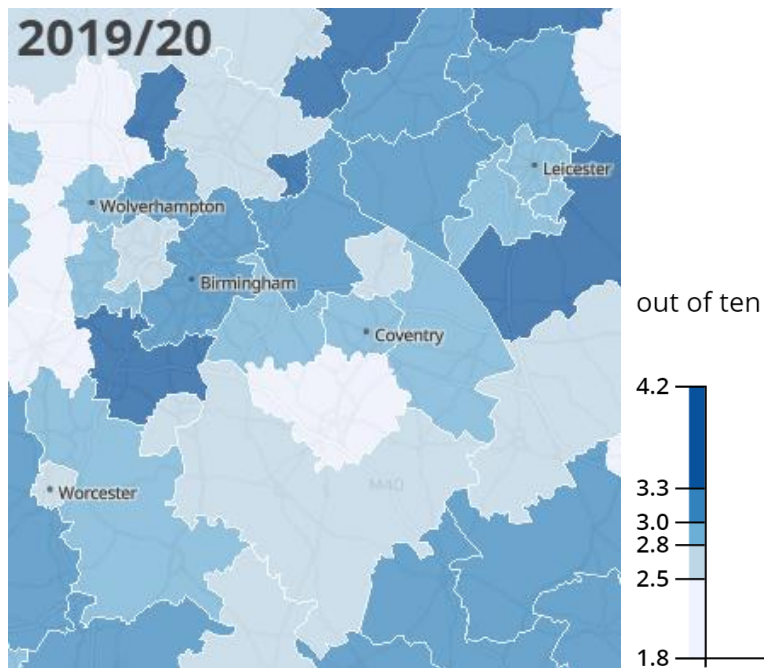 2019/20
Leicester
Wolverhampton
Birmingham
Coventry
M40
Worcester
out of ten
4.2
3.3
3.0
2.8
2.5
1.8